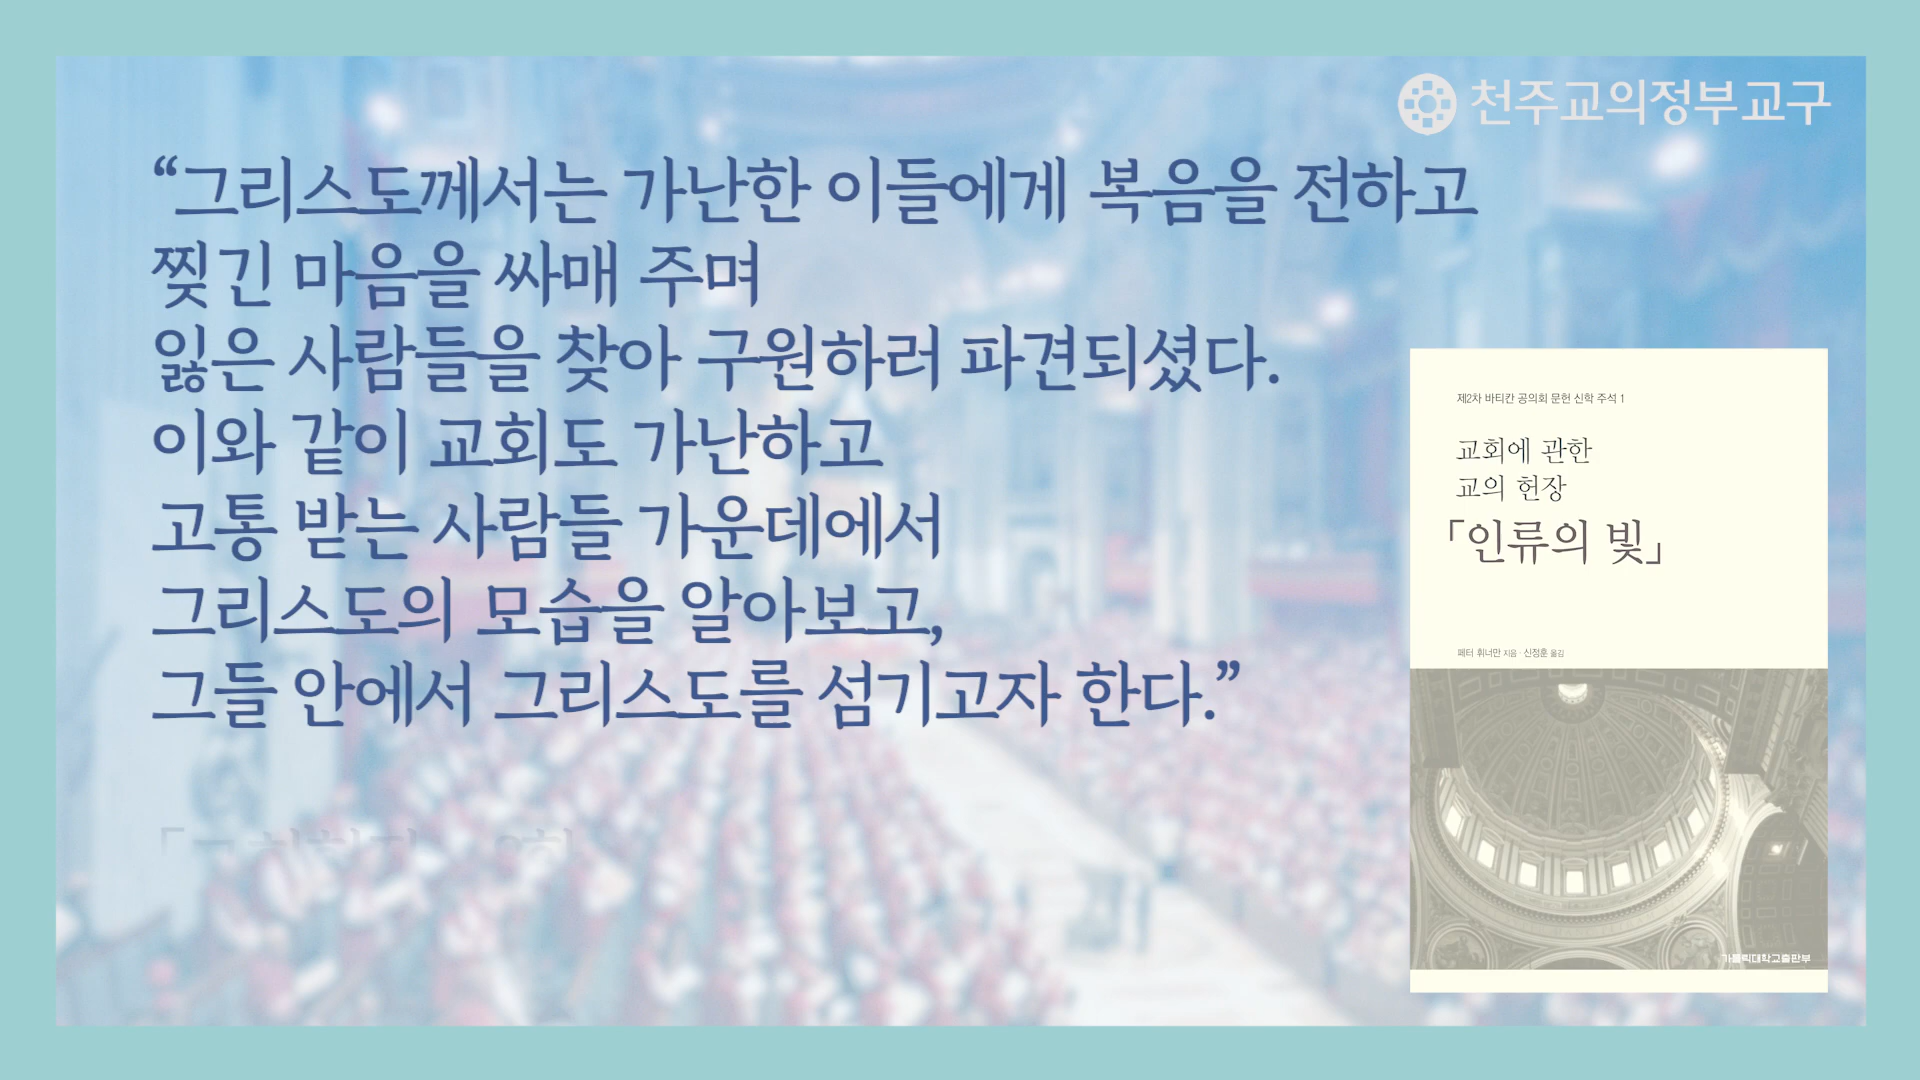 천주교의정부교구
“그리스도께서는 가난한 이들에게 복음을 전하고
찢긴 마음을 싸매 주며
잃은 사람들을 찾아 구원하러 파견되셨다.
이와 같이 교회도 가난하고
고통 받는 사람들 가운데에서
그리스도의 모습을 알아보고,
그들 안에서 그리스도를 섬기고자 한다.”
제2차 바티칸 공의회 문헌 신학 주석 1
교회에 관한
교의 헌장
「인류의 빛」
페터 휘너만 지음 · 신정훈 옮김
가톨릭대학교출판부